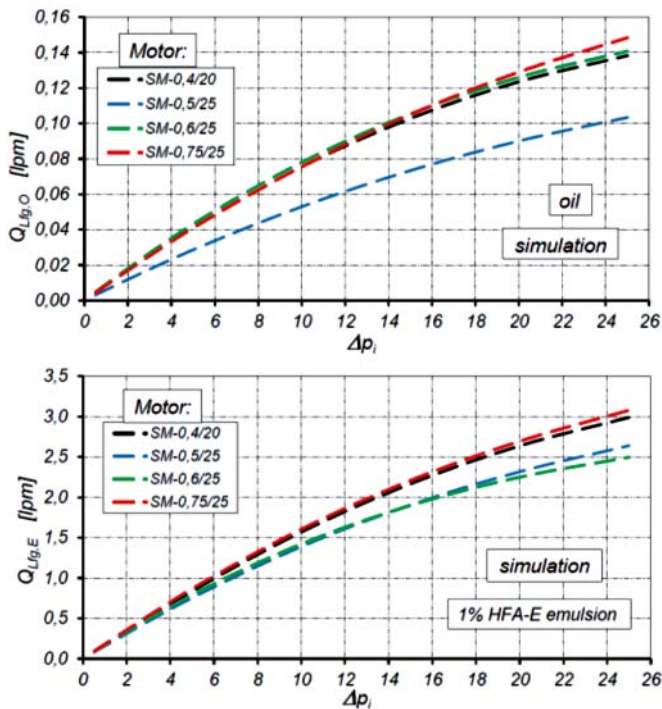 0,16
0,14
0,12
0,10
0,08
0,06
0,04
0,02
0,00
Q_Lfg.O [lpm]
Motor:
SM-0,4/20
SM-0,5/25
SM-0,6/25
SM-0,75/25
oil
simulation
0 2 4 6 8 10 12 14 16 18 20 22 24 26
Δp_i
3,5
3,0
2,5
2,0
1,5
1,0
0,5
0,0
Q_Lfg.E [lpm]
Motor:
SM-0,4/20
SM-0,5/25
SM-0,6/25
SM-0,75/25
simulation
1% HFA-E emulsion
0 2 4 6 8 10 12 14 16 18 20 22 24 26
Δp_i